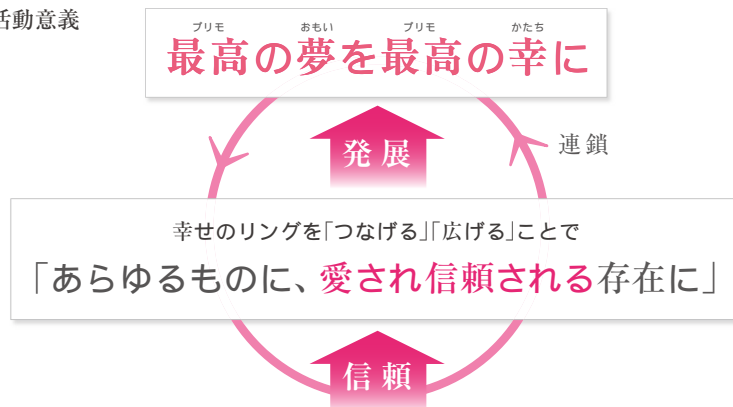 活動意義
プリモ おもい プリモ かたち
最高の夢を最高の幸に
発展
連鎖
幸せのリングを「つなげる」「広げる」ことで
「あらゆるものに、愛され信頼される存在に」
信頼